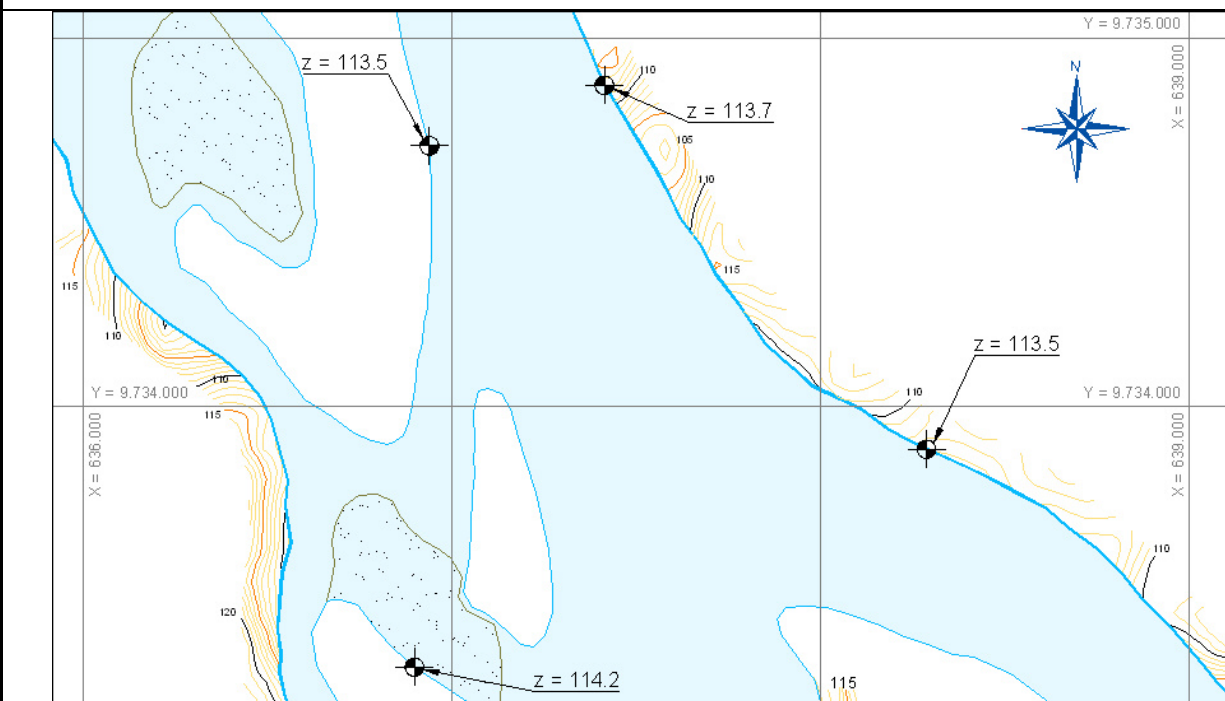 Y = 9.735.000
X = 639.000
N
z = 113.5
110
z = 113.7
105
110
115
115
110
z = 113.5
110
Y = 9.734.000
110
Y = 9.734.000
115
X = 636.000
X = 639.000
110
120
z = 114.2
115